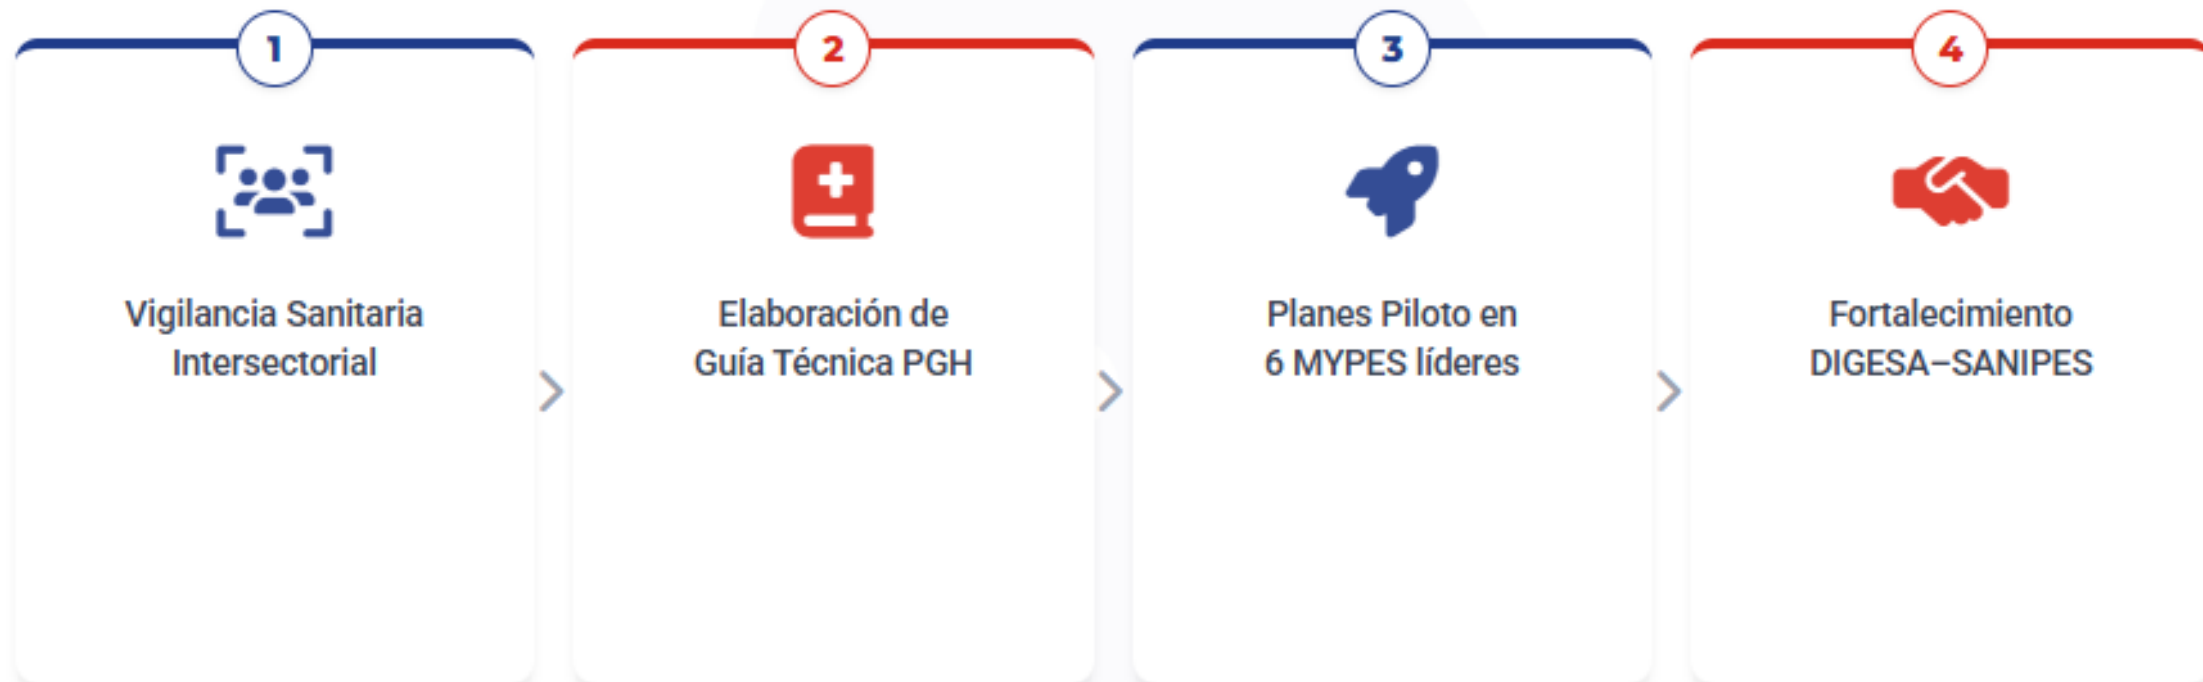 1
Vigilancia Sanitaria
Intersectorial
2
Elaboración de
Guía Técnica PGH
3
Planes Piloto en
6 MYPES líderes
4
Fortalecimiento
DIGESA–SANIPES